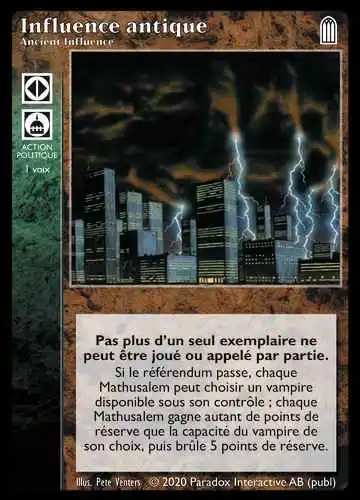 Influence antique
Ancient Influence
ACTION
POLITIQUE
1 voix
Pas plus d'un seul exemplaire ne
peut être joué ou appelé par partie.
Si le référendum passe, chaque
Mathusalem peut choisir un vampire
disponible sous son contrôle ; chaque
Mathusalem gagne autant de points de
réserve que la capacité du vampire de
son choix, puis brûle 5 points de réserve.
Illus. Pete Venters © 2020 Paradox Interactive AB (publ)